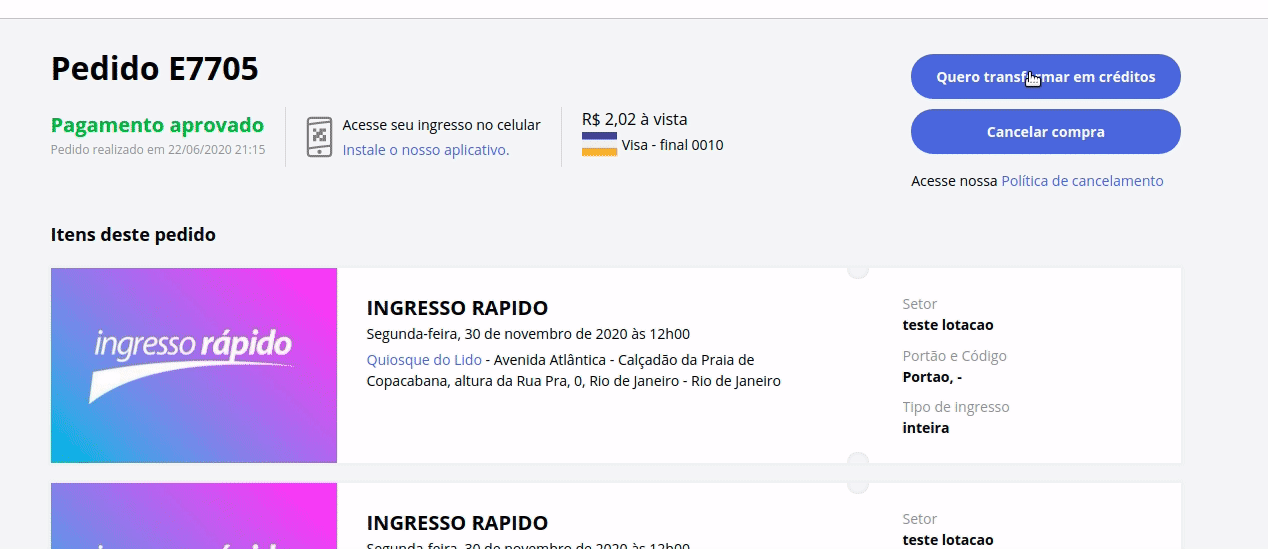 Pedido E7705
Quero transformar em créditos
Pagamento aprovado
Pedido realizado em 22/06/2020 21:15
Acesse seu ingresso no celular
Instale o nosso aplicativo.
R$ 2,02 à vista
Visa - final 0010
Cancelar compra
Acesse nossa Política de cancelamento
Itens deste pedido
ingresso rápido
INGRESSO RAPIDO
Segunda-feira, 30 de novembro de 2020 às 12h00
Quiosque do Lido - Avenida Atlântica - Calçadão da Praia de
Copacabana, altura da Rua Pra, 0, Rio de Janeiro - Rio de Janeiro
Setor
teste lotacao
Portão e Código
Portao, -
Tipo de ingresso
inteira
INGRESSO RAPIDO
Segunda-feira, 30 de novembro de 2020 às 12h00
Setor
teste lotacao